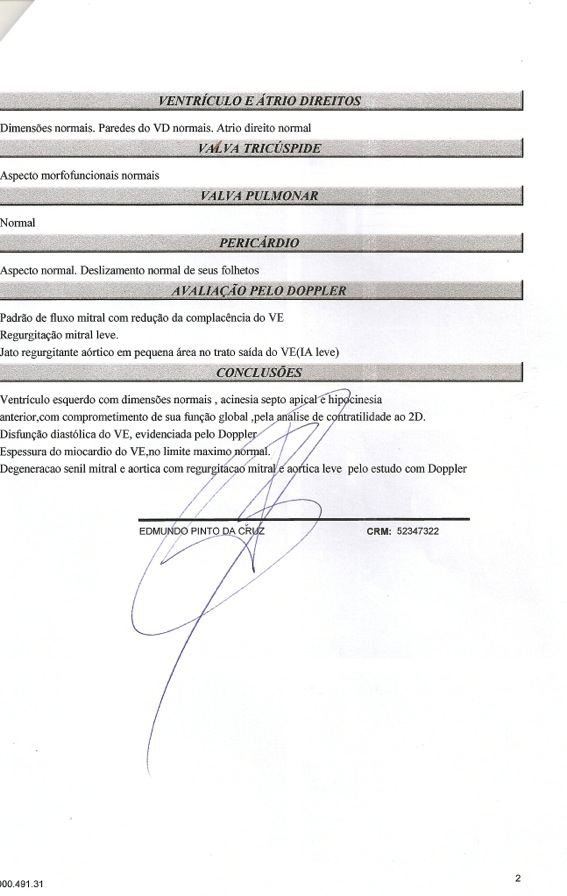 VENTRÍCULO E ÁTRIO DIREITOS
Dimensões normais. Paredes do VD normais. Atrio direito normal
VALVA TRICÚSPIDE
Aspecto morfofuncionais normais
VALVA PULMONAR
Normal
PERICÁRDIO
Aspecto normal. Deslizamento normal de seus folhetos
AVALIAÇÃO PELO DOPPLER
Padrão de fluxo mitral com redução da complacência do VE
Regurgitação mitral leve.
Jato regurgitante aórtico em pequena área no trato saída do VE(IA leve)
CONCLUSÕES
Ventrículo esquerdo com dimensões normais , acinesia septo apical e hipocinesia
anterior,com comprometimento de sua função global ,pela analise de contratilidade ao 2D.
Disfunção diastólica do VE, evidenciada pelo Doppler
Espessura do miocardio do VE,no limite maximo normal.
Degeneracao senil mitral e aortica com regurgitacao mitral e aortica leve pelo estudo com Doppler
EDMUNDO PINTO DA CRUZ CRM: 52347322
2
000.491.31